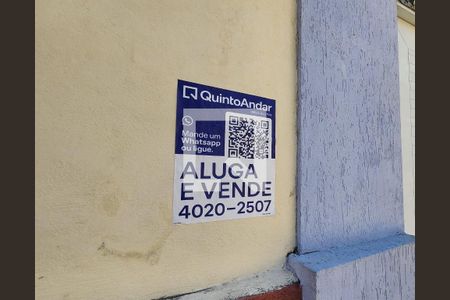 QuintoAndar
Mande um
Whatsapp
ou ligue.
ALUGA
E VENDE
4020-2507